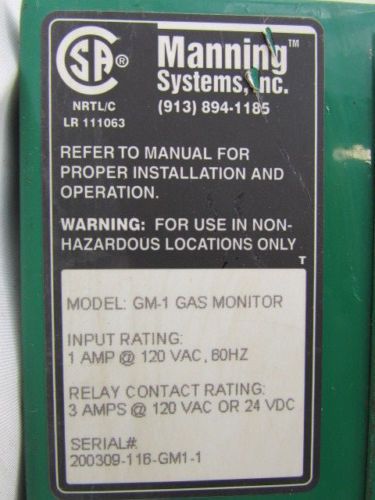 CSA ®
NRTL/C
LR 111063
Manning™
Systems, Inc.
(913) 894-1185
REFER TO MANUAL FOR
PROPER INSTALLATION AND
OPERATION.
WARNING: FOR USE IN NON-
HAZARDOUS LOCATIONS ONLY
T
MODEL: GM-1 GAS MONITOR
INPUT RATING:
1 AMP @ 120 VAC, 60HZ
RELAY CONTACT RATING:
3 AMPS @ 120 VAC OR 24 VDC
SERIAL#:
200309-116-GM1-1